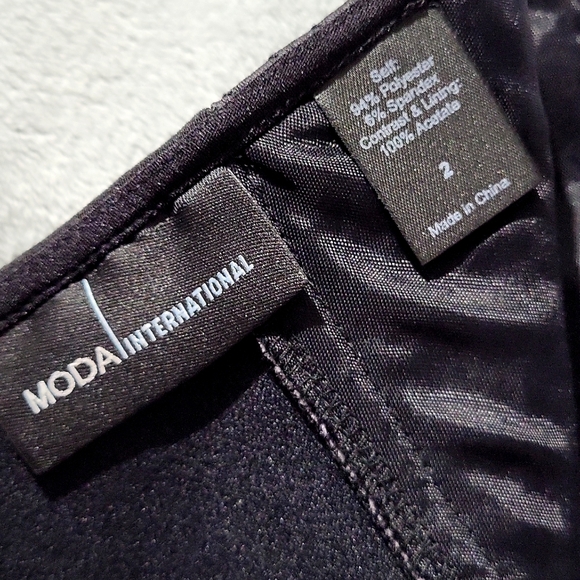 MODA INTERNATIONAL
Self:
94% Polyester
6% Spandex
Contrast & Lining-
100% Acetate
2
Made in China